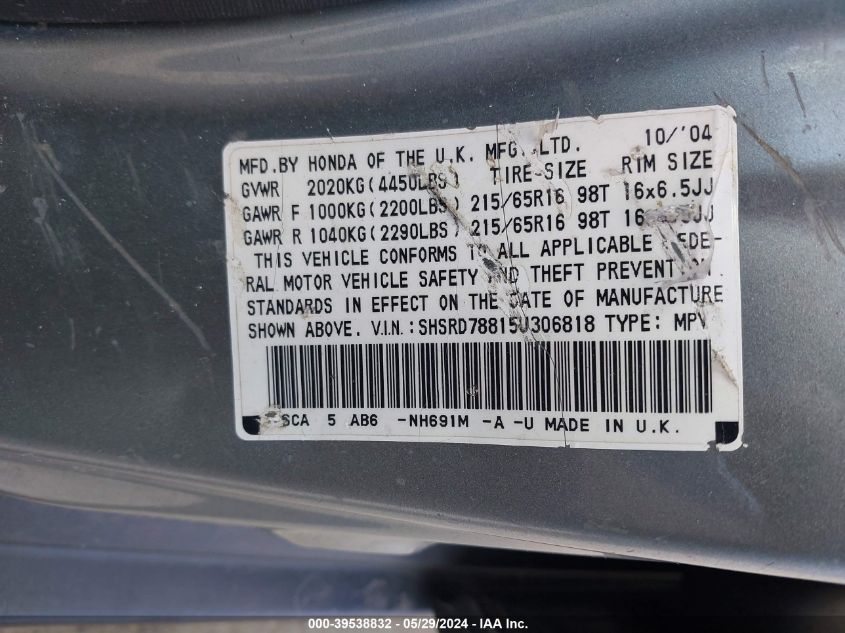 10/'04
MFD.BY HONDA OF THE U.K. MFG.,LTD.
GVWR 2020KG(4450LBS) TIRE-SIZE RIM SIZE
GAWR F 1000KG(2200LBS) 215/65R16 98T 16x6.5JJ
GAWR R 1040KG(2290LBS) 215/65R16 98T
THIS VEHICLE CONFORMS TO ALL APPLICABLE FEDE-
RAL MOTOR VEHICLE SAFETY AND THEFT PREVENTION
STANDARDS IN EFFECT ON THE DATE OF MANUFACTURE
SHOWN ABOVE. V.I.N.: SHSRD78815U306818 TYPE: MPV
SCA 5 AB6 -NH691M -A -U MADE IN U.K.
000-39538832 - 05/29/2024 - IAA Inc.